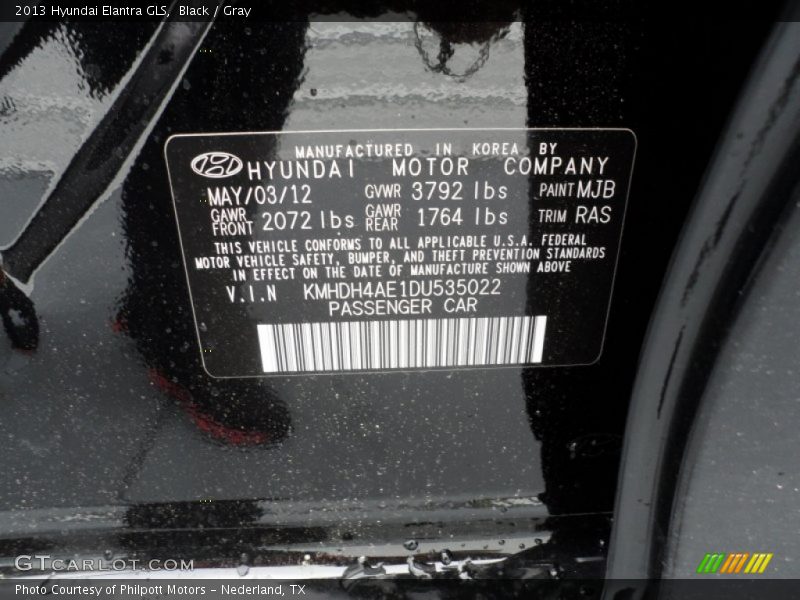 2013 Hyundai Elantra GLS, Black / Gray
MANUFACTURED IN KOREA BY
HYUNDAI MOTOR COMPANY
MAY/03/12 GVWR 3792 lbs PAINT MJB
GAWR FRONT 2072 lbs GAWR REAR 1764 lbs TRIM RAS
THIS VEHICLE CONFORMS TO ALL APPLICABLE U.S.A. FEDERAL
MOTOR VEHICLE SAFETY, BUMPER, AND THEFT PREVENTION STANDARDS
IN EFFECT ON THE DATE OF MANUFACTURE SHOWN ABOVE
V.I.N KMHDH4AE1DU535022
PASSENGER CAR
GTCARLOT.COM
Photo Courtesy of Philpott Motors - Nederland, TX